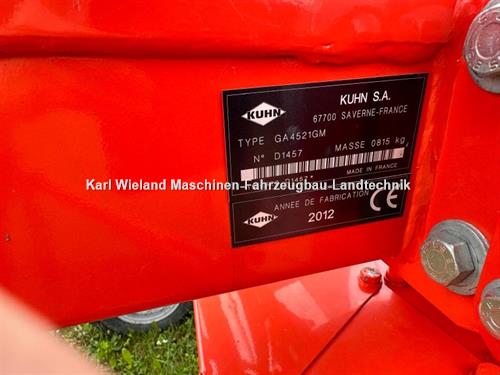 KUHN
KUHN S.A.
67700 SAVERNE-FRANCE
TYPE GA4521GM
N° D1457 MASSE 0815 kg
MADE IN FRANCE
Karl Wieland Maschinen-Fahrzeugbau-Landtechnik
KUHN
ANNEE DE FABRICATION
2012
CE